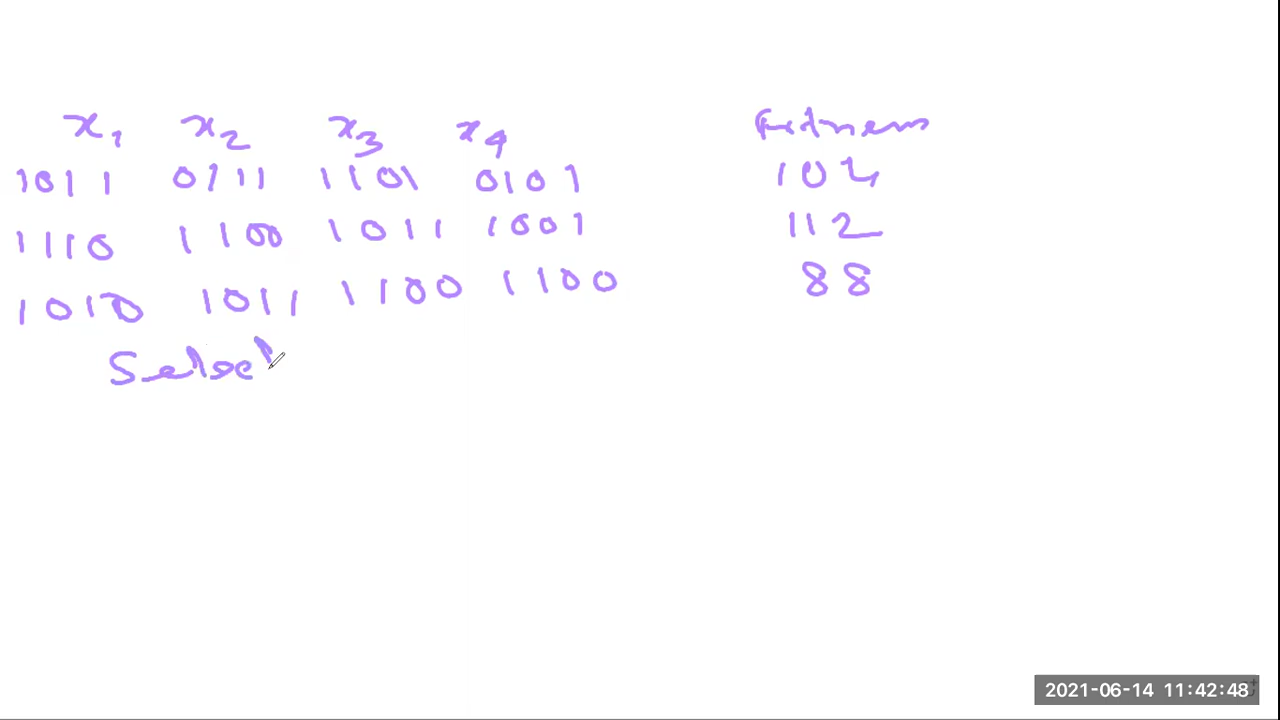 x1 x2 x3 x4 Fitness
1011 0111 1101 0101 102
1110 1100 1011 1001 112
1010 1011 1100 1100 88
Select
2021-06-14 11:42:48